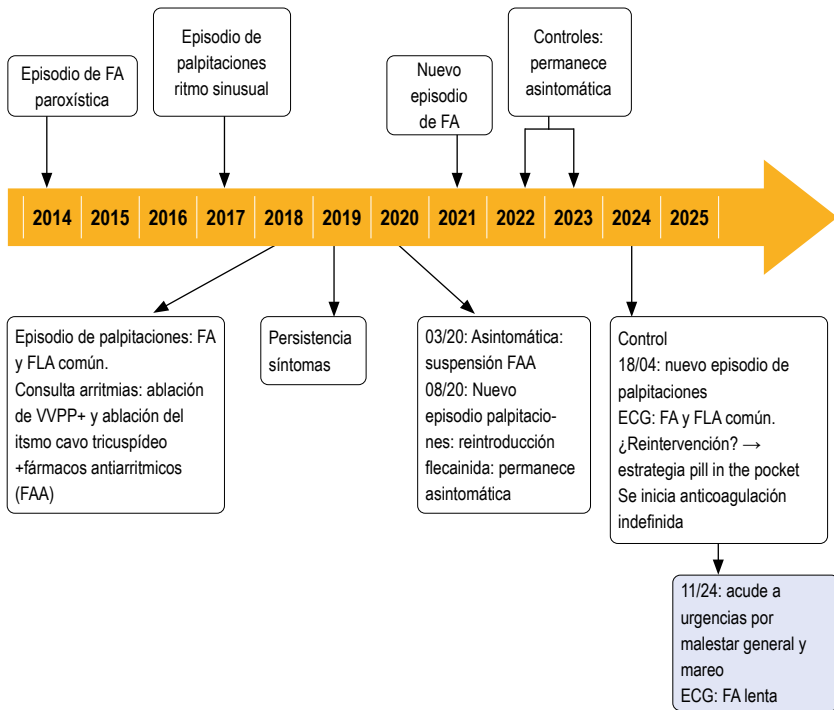 Episodio de FA
paroxística
Episodio de
palpitaciones
ritmo sinusual
Nuevo
episodio
de FA
Controles:
permanece
asintomática
2014 2015 2016 2017 2018 2019 2020 2021 2022 2023 2024 2025
Episodio de palpitaciones: FA
y FLA común.
Consulta arritmias: ablación
de VVPP+ y ablación del
itsmo cavo tricuspídeo
+fármacos antiarritmicos
(FAA)
Persistencia
síntomas
03/20: Asintomática:
suspensión FAA
08/20: Nuevo
episodio palpitacio-
nes: reintroducción
flecainida: permanece
asintomática
Control
18/04: nuevo episodio de
palpitaciones
ECG: FA y FLA común.
¿Reintervención? →
estrategia pill in the pocket
Se inicia anticoagulación
indefinida
11/24: acude a
urgencias por
malestar general y
mareo
ECG: FA lenta